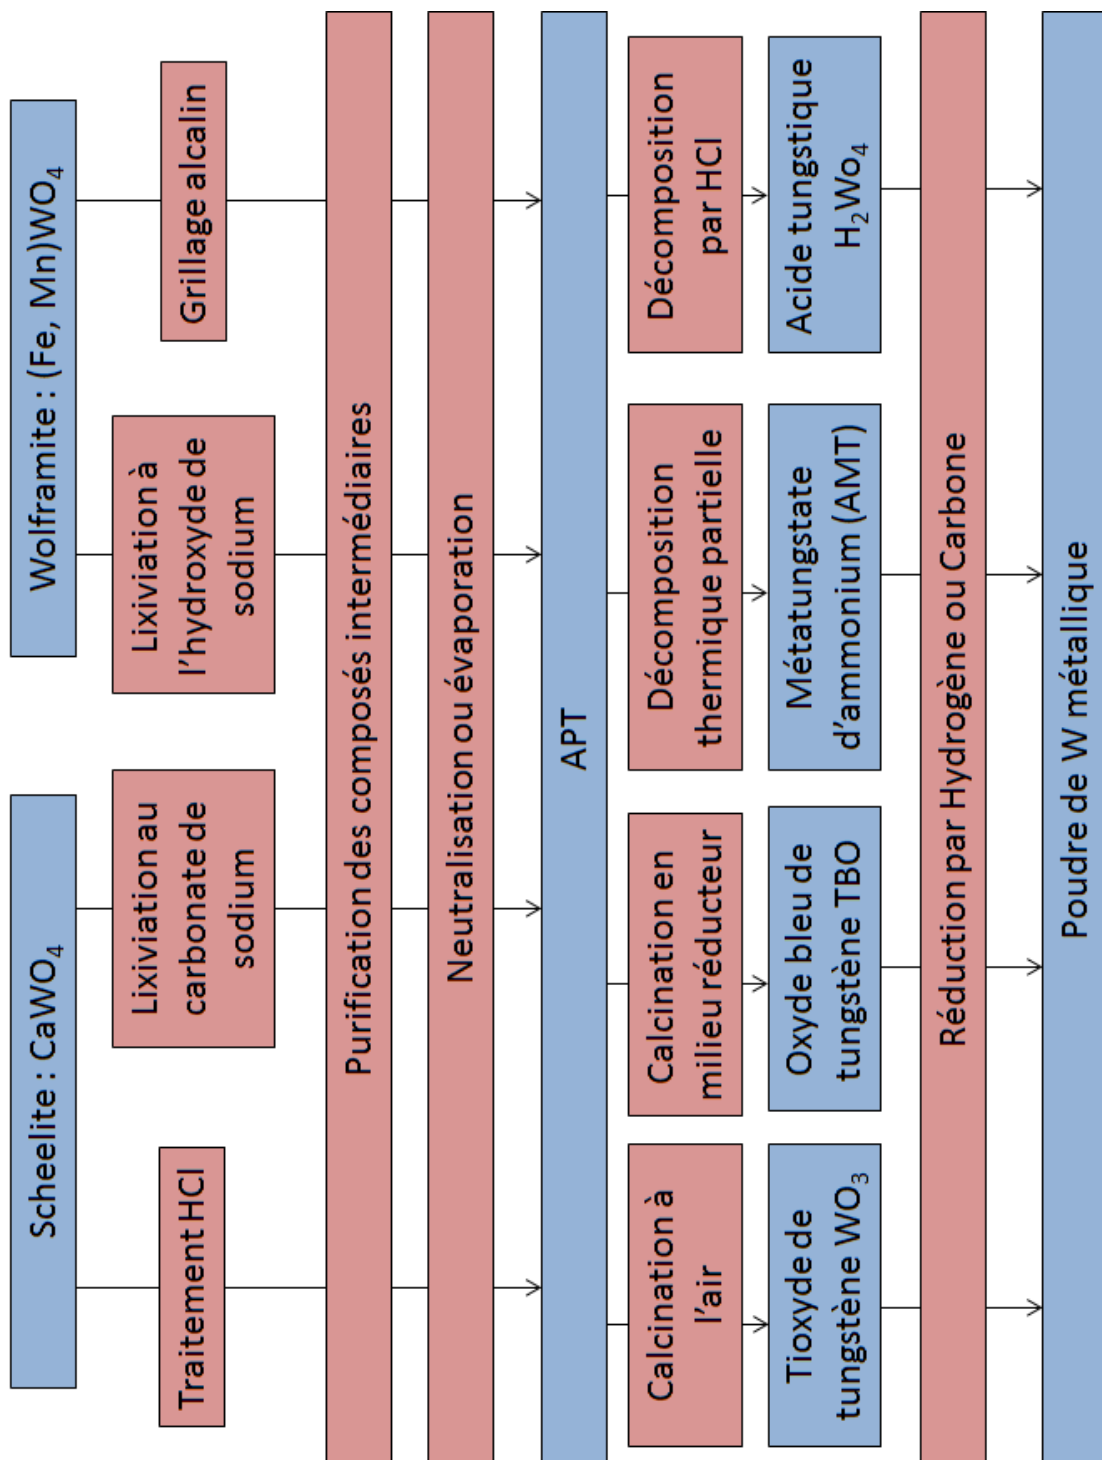 Scheelite : CaWO₄
Wolframite : (Fe, Mn)WO₄
Traitement HCl
Lixiviation au
carbonate de
sodium
Lixiviation à
l’hydroxyde de
sodium
Grillage alcalin
Purification des composés intermédiaires
Neutralisation ou évaporation
APT
Calcination à
l’air
Calcination en
milieu réducteur
Décomposition
thermique partielle
Décomposition
par HCl
Tioxyde de
tungstène WO₃
Oxyde bleu de
tungstène TBO
Métatungstate
d’ammonium (AMT)
Acide tungstique
H₂Wo₄
Réduction par Hydrogène ou Carbone
Poudre de W métallique